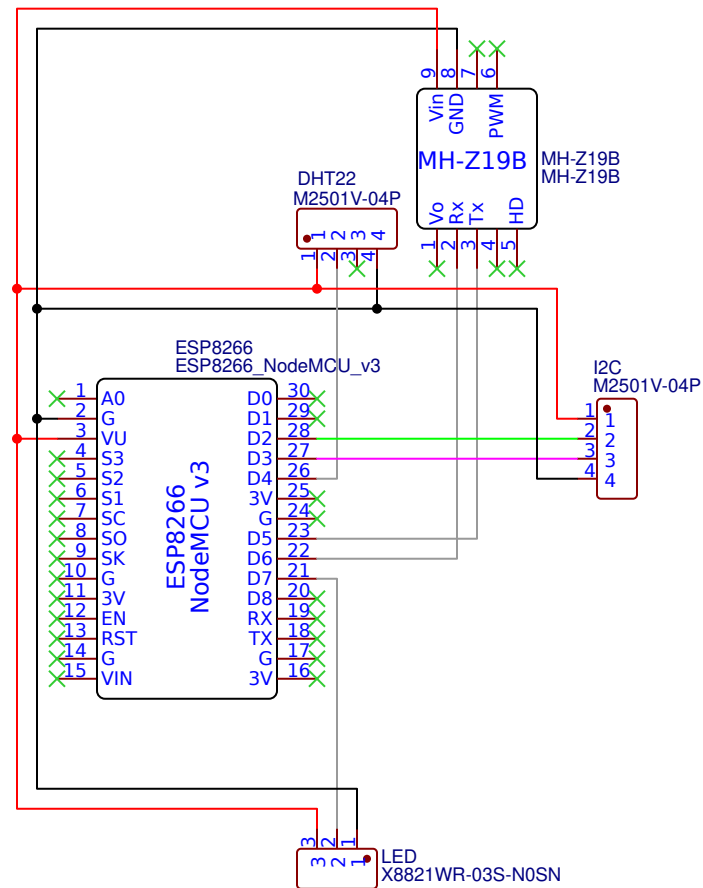 9 8 7 6
Vin GND PWM
MH-Z19B
MH-Z19B
MH-Z19B
Vo Rx Tx HD
1 2 3 4 5
DHT22
M2501V-04P
1 2 3 4
1 2 3 4
ESP8266
ESP8266_NodeMCU_v3
1 A0
2 G
3 VU
4 S3
5 S2
6 S1
7 SC
8 SO
9 SK
10 G
11 3V
12 EN
13 RST
14 G
15 VIN
ESP8266
NodeMCU v3
D0 30
D1 29
D2 28
D3 27
D4 26
3V 25
G 24
D5 23
D6 22
D7 21
D8 20
RX 19
TX 18
G 17
3V 16
I2C
M2501V-04P
1 1
2 2
3 3
4 4
3 2 1
3 2 1
LED
X8821WR-03S-N0SN